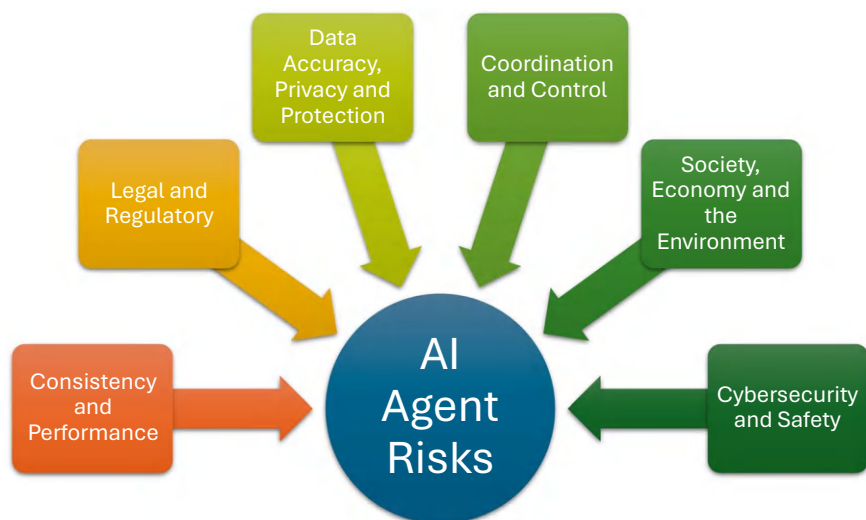 Data
Accuracy,
Privacy and
Protection
Coordination
and Control
Legal and
Regulatory
Society,
Economy and
the
Environment
Consistency
and
Performance
AI
Agent
Risks
Cybersecurity
and Safety